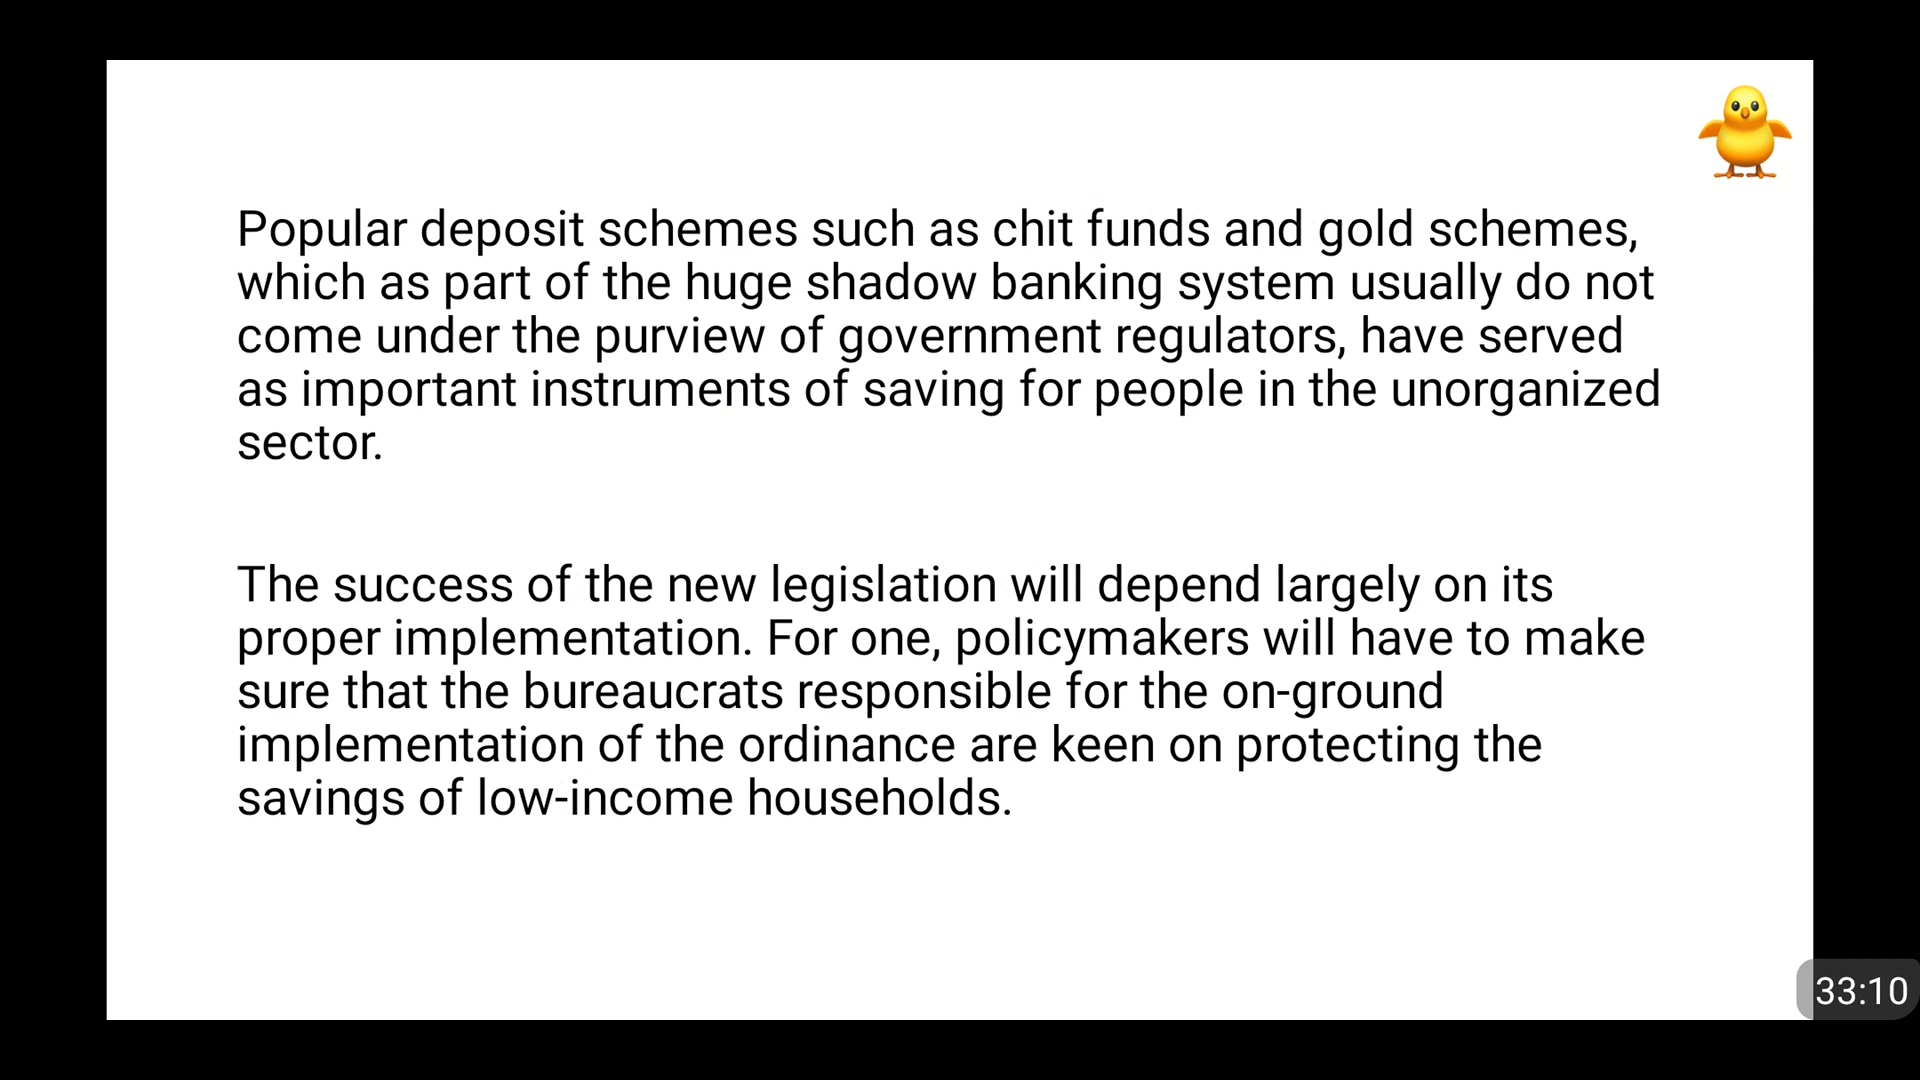 Popular deposit schemes such as chit funds and gold schemes,
which as part of the huge shadow banking system usually do not
come under the purview of government regulators, have served
as important instruments of saving for people in the unorganized
sector.
The success of the new legislation will depend largely on its
proper implementation. For one, policymakers will have to make
sure that the bureaucrats responsible for the on-ground
implementation of the ordinance are keen on protecting the
savings of low-income households.
33:10